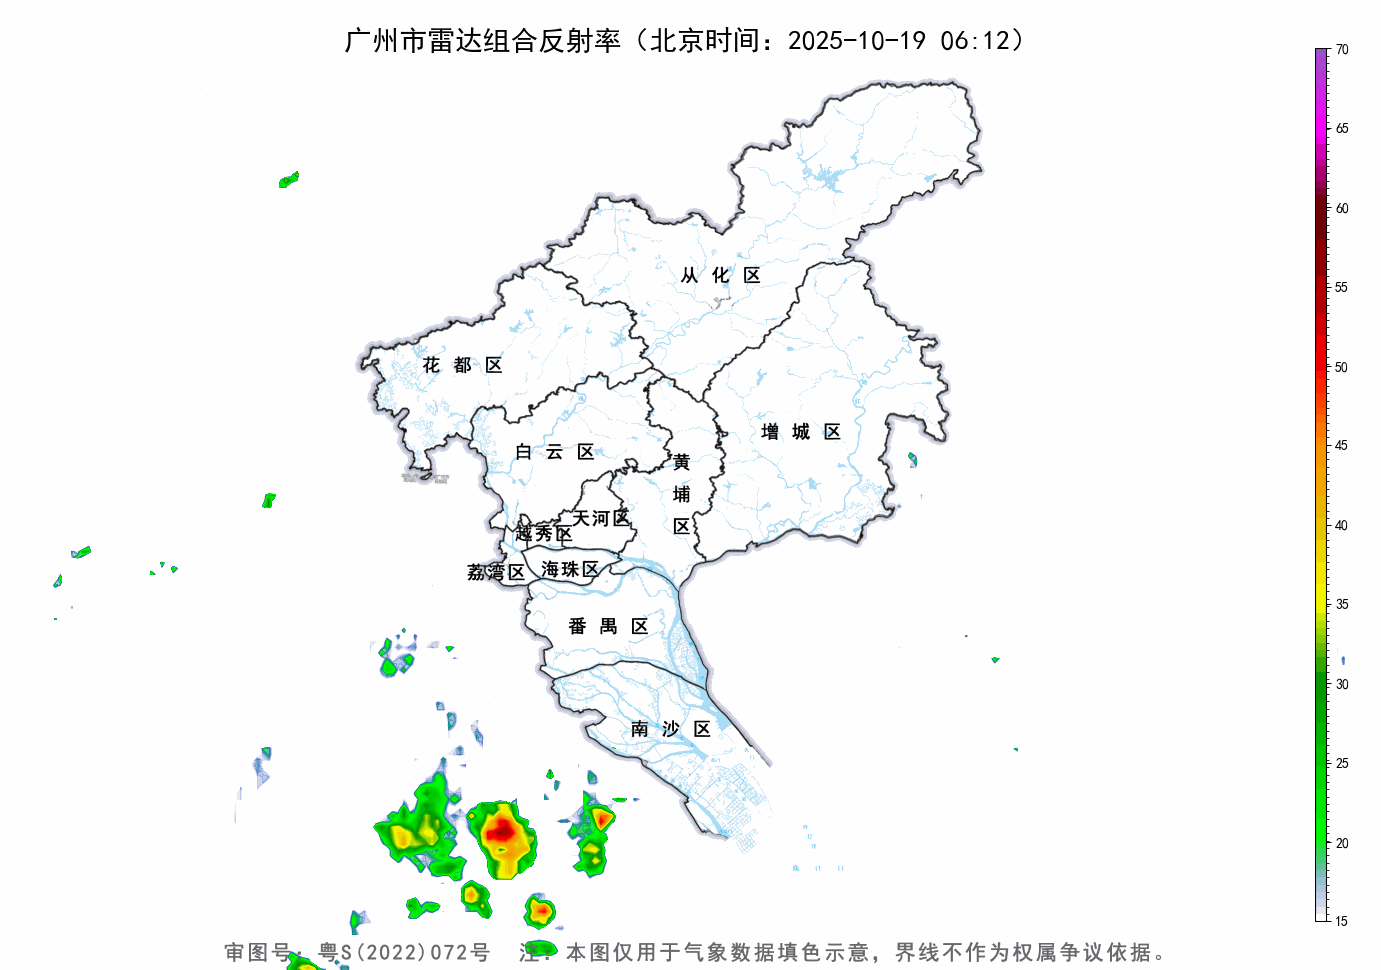 广州市雷达组合反射率（北京时间：2025-10-19 06:12）
70
65
60
55
50
45
40
35
30
25
20
15
从化区
花都区
增城区
白云区
黄埔区
天河区
越秀区
荔湾区
海珠区
番禺区
南沙区
审图号：粤S(2022)072号 注：本图仅用于气象数据填色示意，界线不作为权属争议依据。